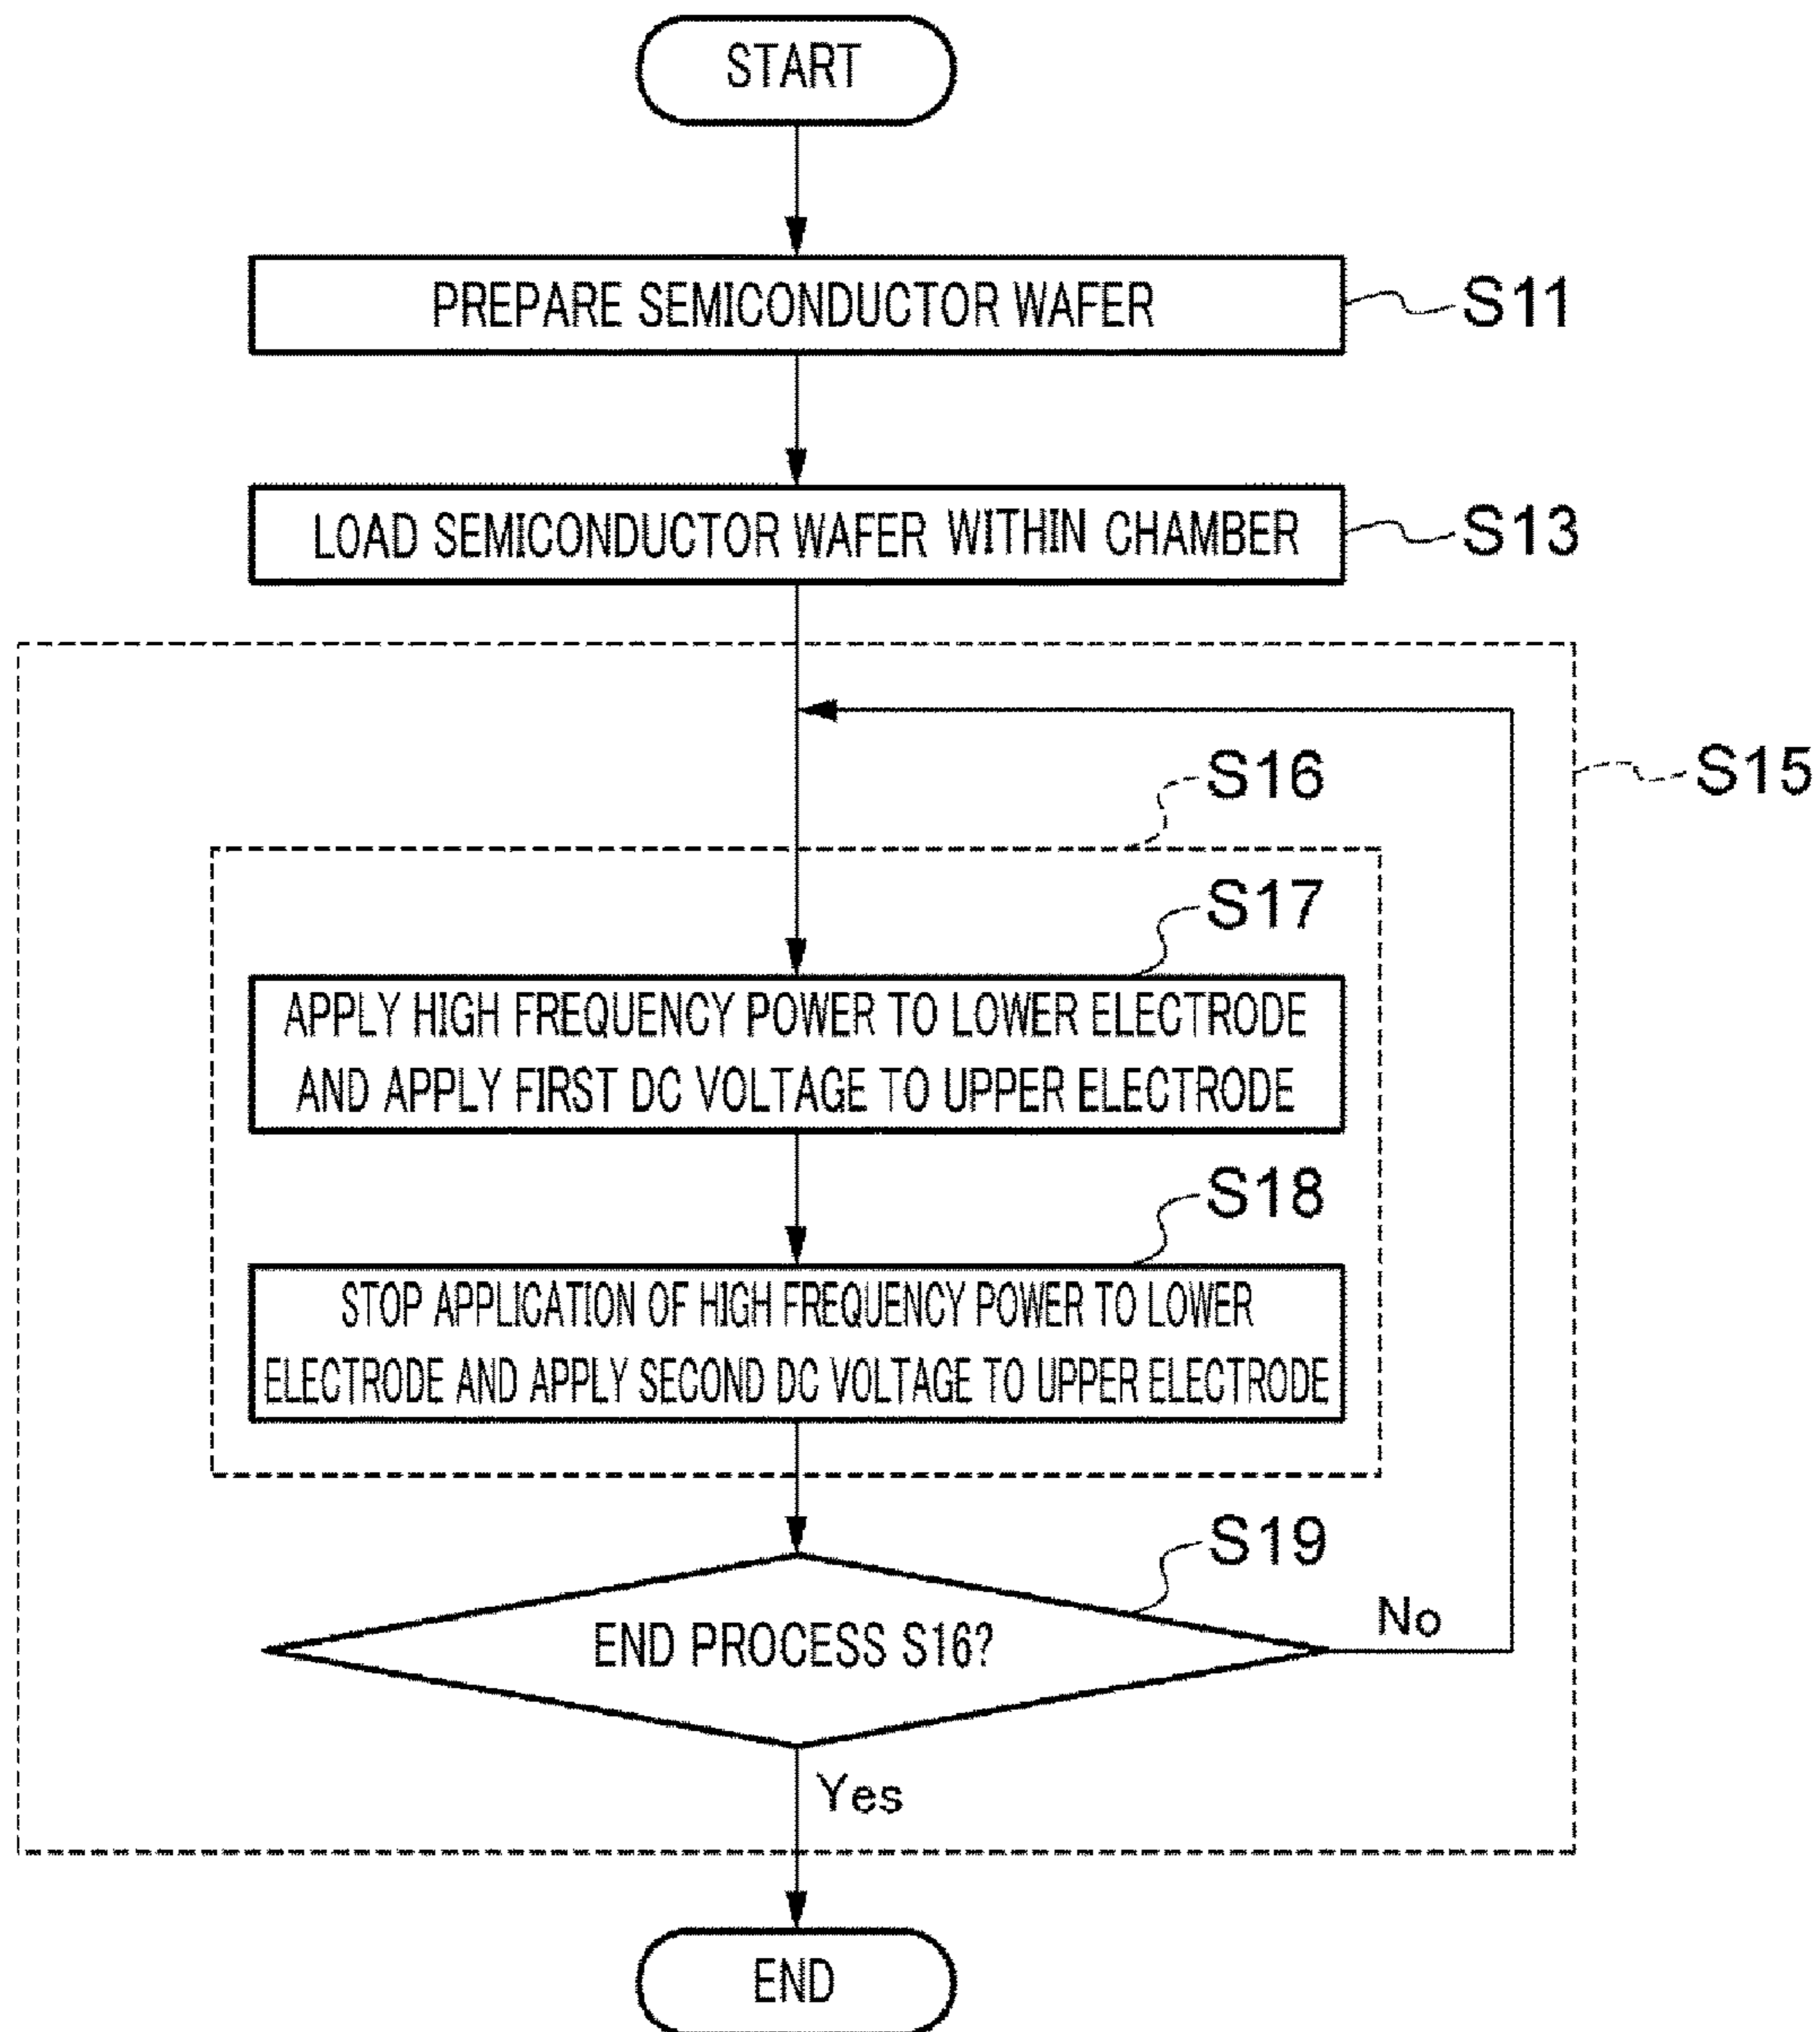 START
PREPARE SEMICONDUCTOR WAFER
S11
LOAD SEMICONDUCTOR WAFER WITHIN CHAMBER
S13
S15
S16
S17
APPLY HIGH FREQUENCY POWER TO LOWER ELECTRODE
AND APPLY FIRST DC VOLTAGE TO UPPER ELECTRODE
S18
STOP APPLICATION OF HIGH FREQUENCY POWER TO LOWER
ELECTRODE AND APPLY SECOND DC VOLTAGE TO UPPER ELECTRODE
S19
END PROCESS S16?
No
Yes
END